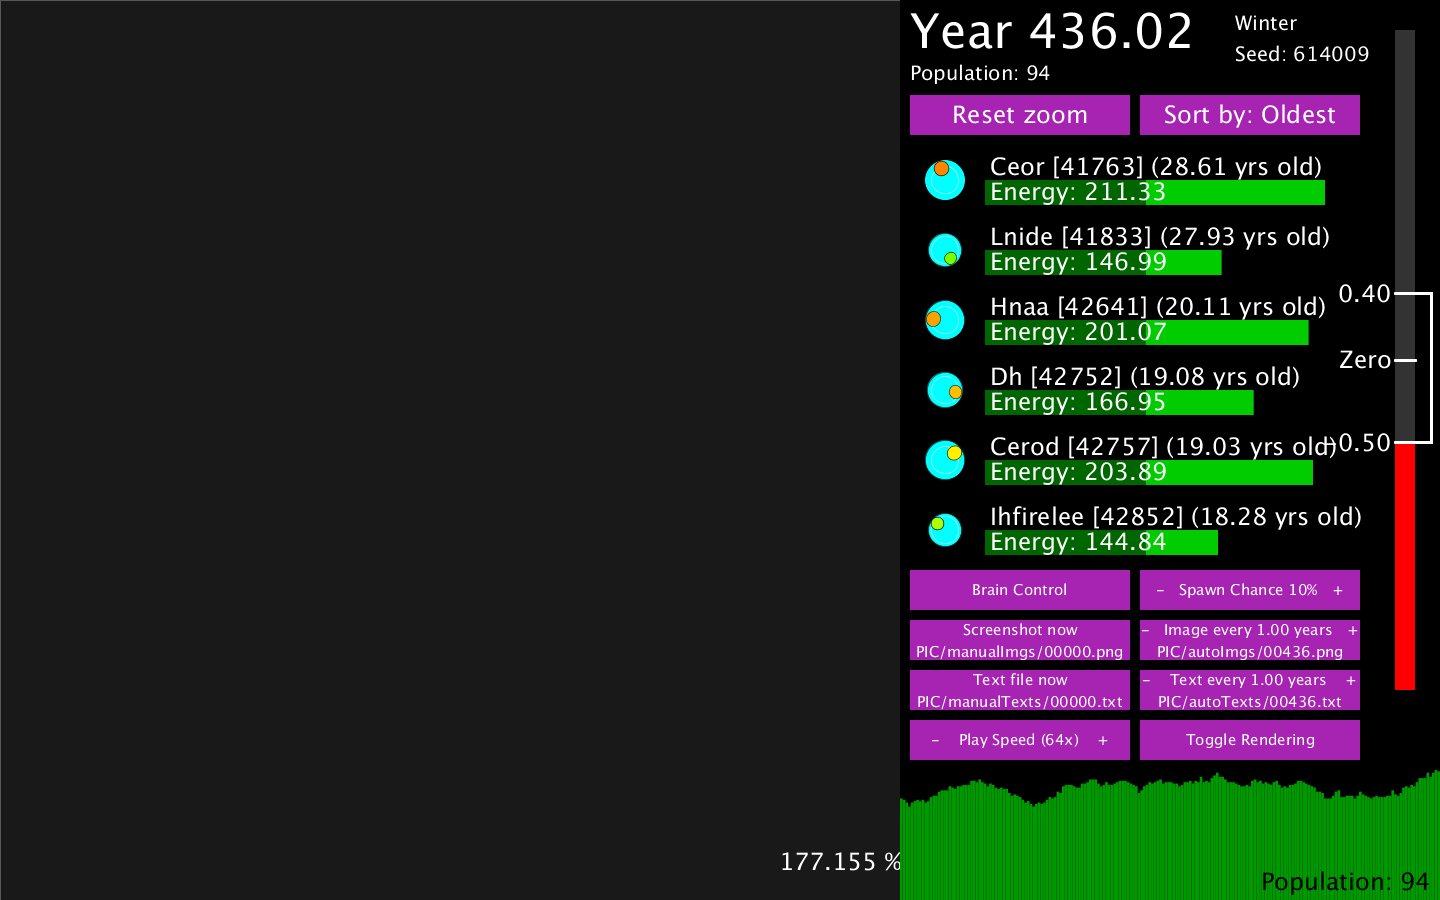 Year 436.02
Winter
Seed: 614009
Population: 94
Reset zoom
Sort by: Oldest
Ceor [41763] (28.61 yrs old)
Energy: 211.33
Lnide [41833] (27.93 yrs old)
Energy: 146.99
Hnaa [42641] (20.11 yrs old)
Energy: 201.07
0.40
Zero
Dh [42752] (19.08 yrs old)
Energy: 166.95
Cerod [42757] (19.03 yrs old)
-0.50
Energy: 203.89
Ihfirelee [42852] (18.28 yrs old)
Energy: 144.84
Brain Control
- Spawn Chance 10% +
Screenshot now
PIC/manualImgs/00000.png
- Image every 1.00 years +
PIC/autoImgs/00436.png
Text file now
PIC/manualTexts/00000.txt
- Text every 1.00 years +
PIC/autoTexts/00436.txt
- Play Speed (64x) +
Toggle Rendering
177.155 %
Population: 94